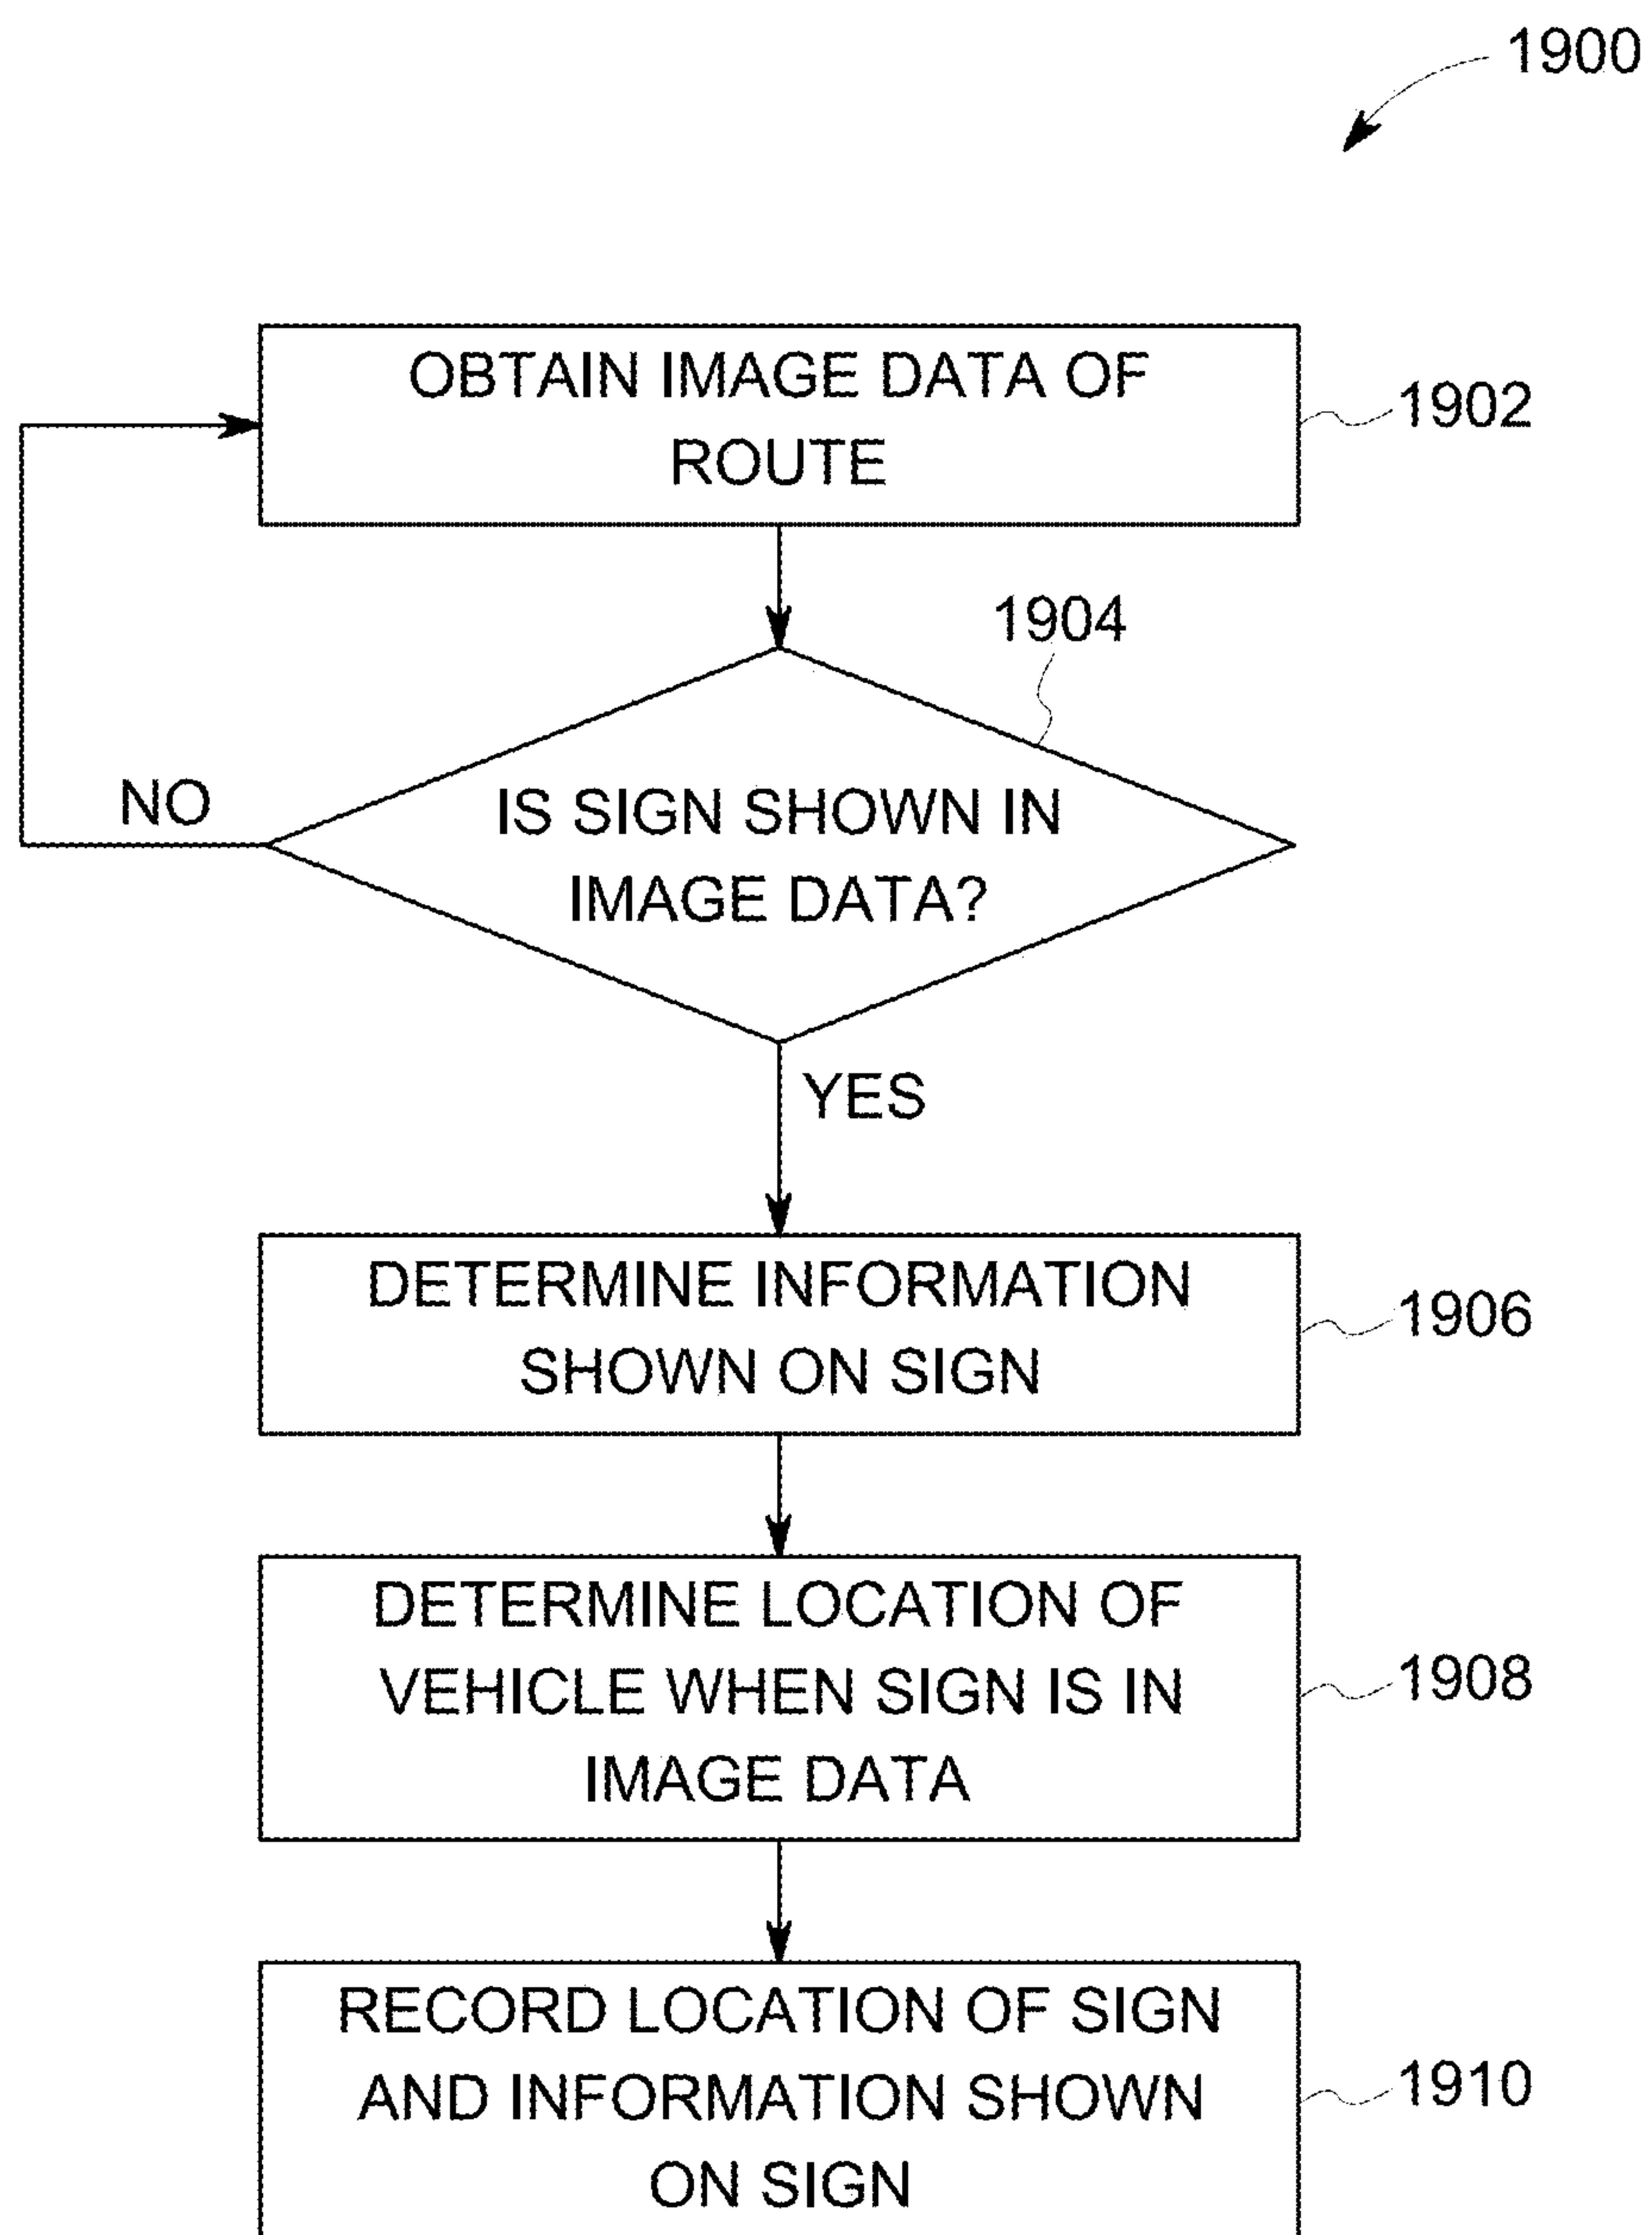 1900
OBTAIN IMAGE DATA OF
ROUTE
1902
1904
IS SIGN SHOWN IN
IMAGE DATA?
NO
YES
DETERMINE INFORMATION
SHOWN ON SIGN
1906
DETERMINE LOCATION OF
VEHICLE WHEN SIGN IS IN
IMAGE DATA
1908
RECORD LOCATION OF SIGN
AND INFORMATION SHOWN
ON SIGN
1910